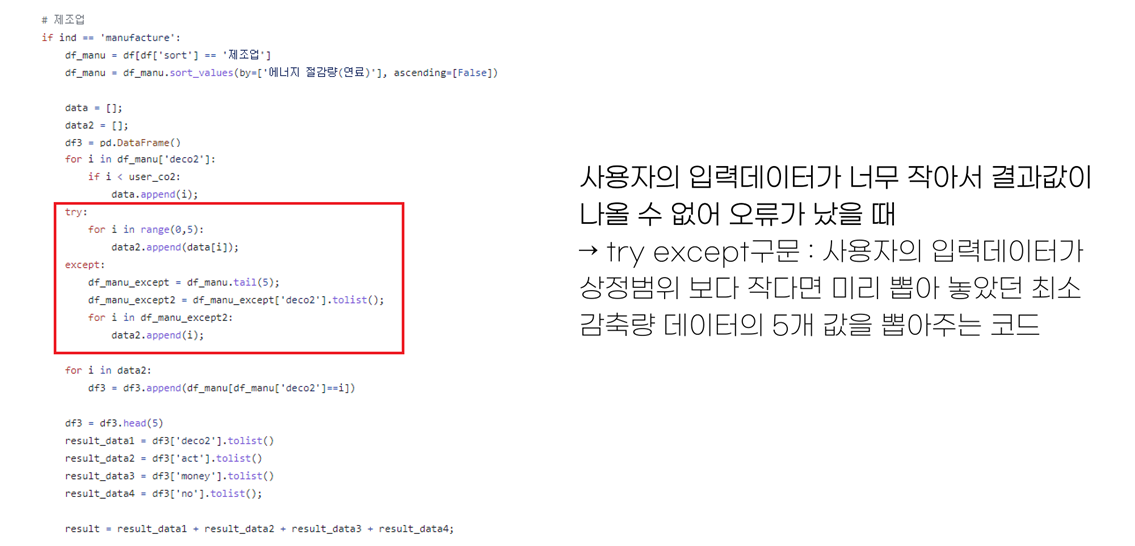 # 제조업
if ind == 'manufacture':
df_manu = df[df['sort'] == '제조업']
df_manu = df_manu.sort_values(by=['에너지 절감량(연료)'], ascending=[False])
data = [];
data2 = [];
df3 = pd.DataFrame()
for i in df_manu['deco2']:
if i < user_co2:
data.append(i);
try:
for i in range(0,5):
data2.append(data[i]);
except:
df_manu_except = df_manu.tail(5);
df_manu_except2 = df_manu_except['deco2'].tolist();
for i in df_manu_except2:
data2.append(i);
for i in data2:
df3 = df3.append(df_manu[df_manu['deco2']==i])
df3 = df3.head(5)
result_data1 = df3['deco2'].tolist()
result_data2 = df3['act'].tolist()
result_data3 = df3['money'].tolist()
result_data4 = df3['no'].tolist();
result = result_data1 + result_data2 + result_data3 + result_data4;
사용자의 입력데이터가 너무 작아서 결과값이
나올 수 없어 오류가 났을 때
→ try except구문 : 사용자의 입력데이터가
상정범위 보다 작다면 미리 뽑아 놓았던 최소
감축량 데이터의 5개 값을 뽑아주는 코드